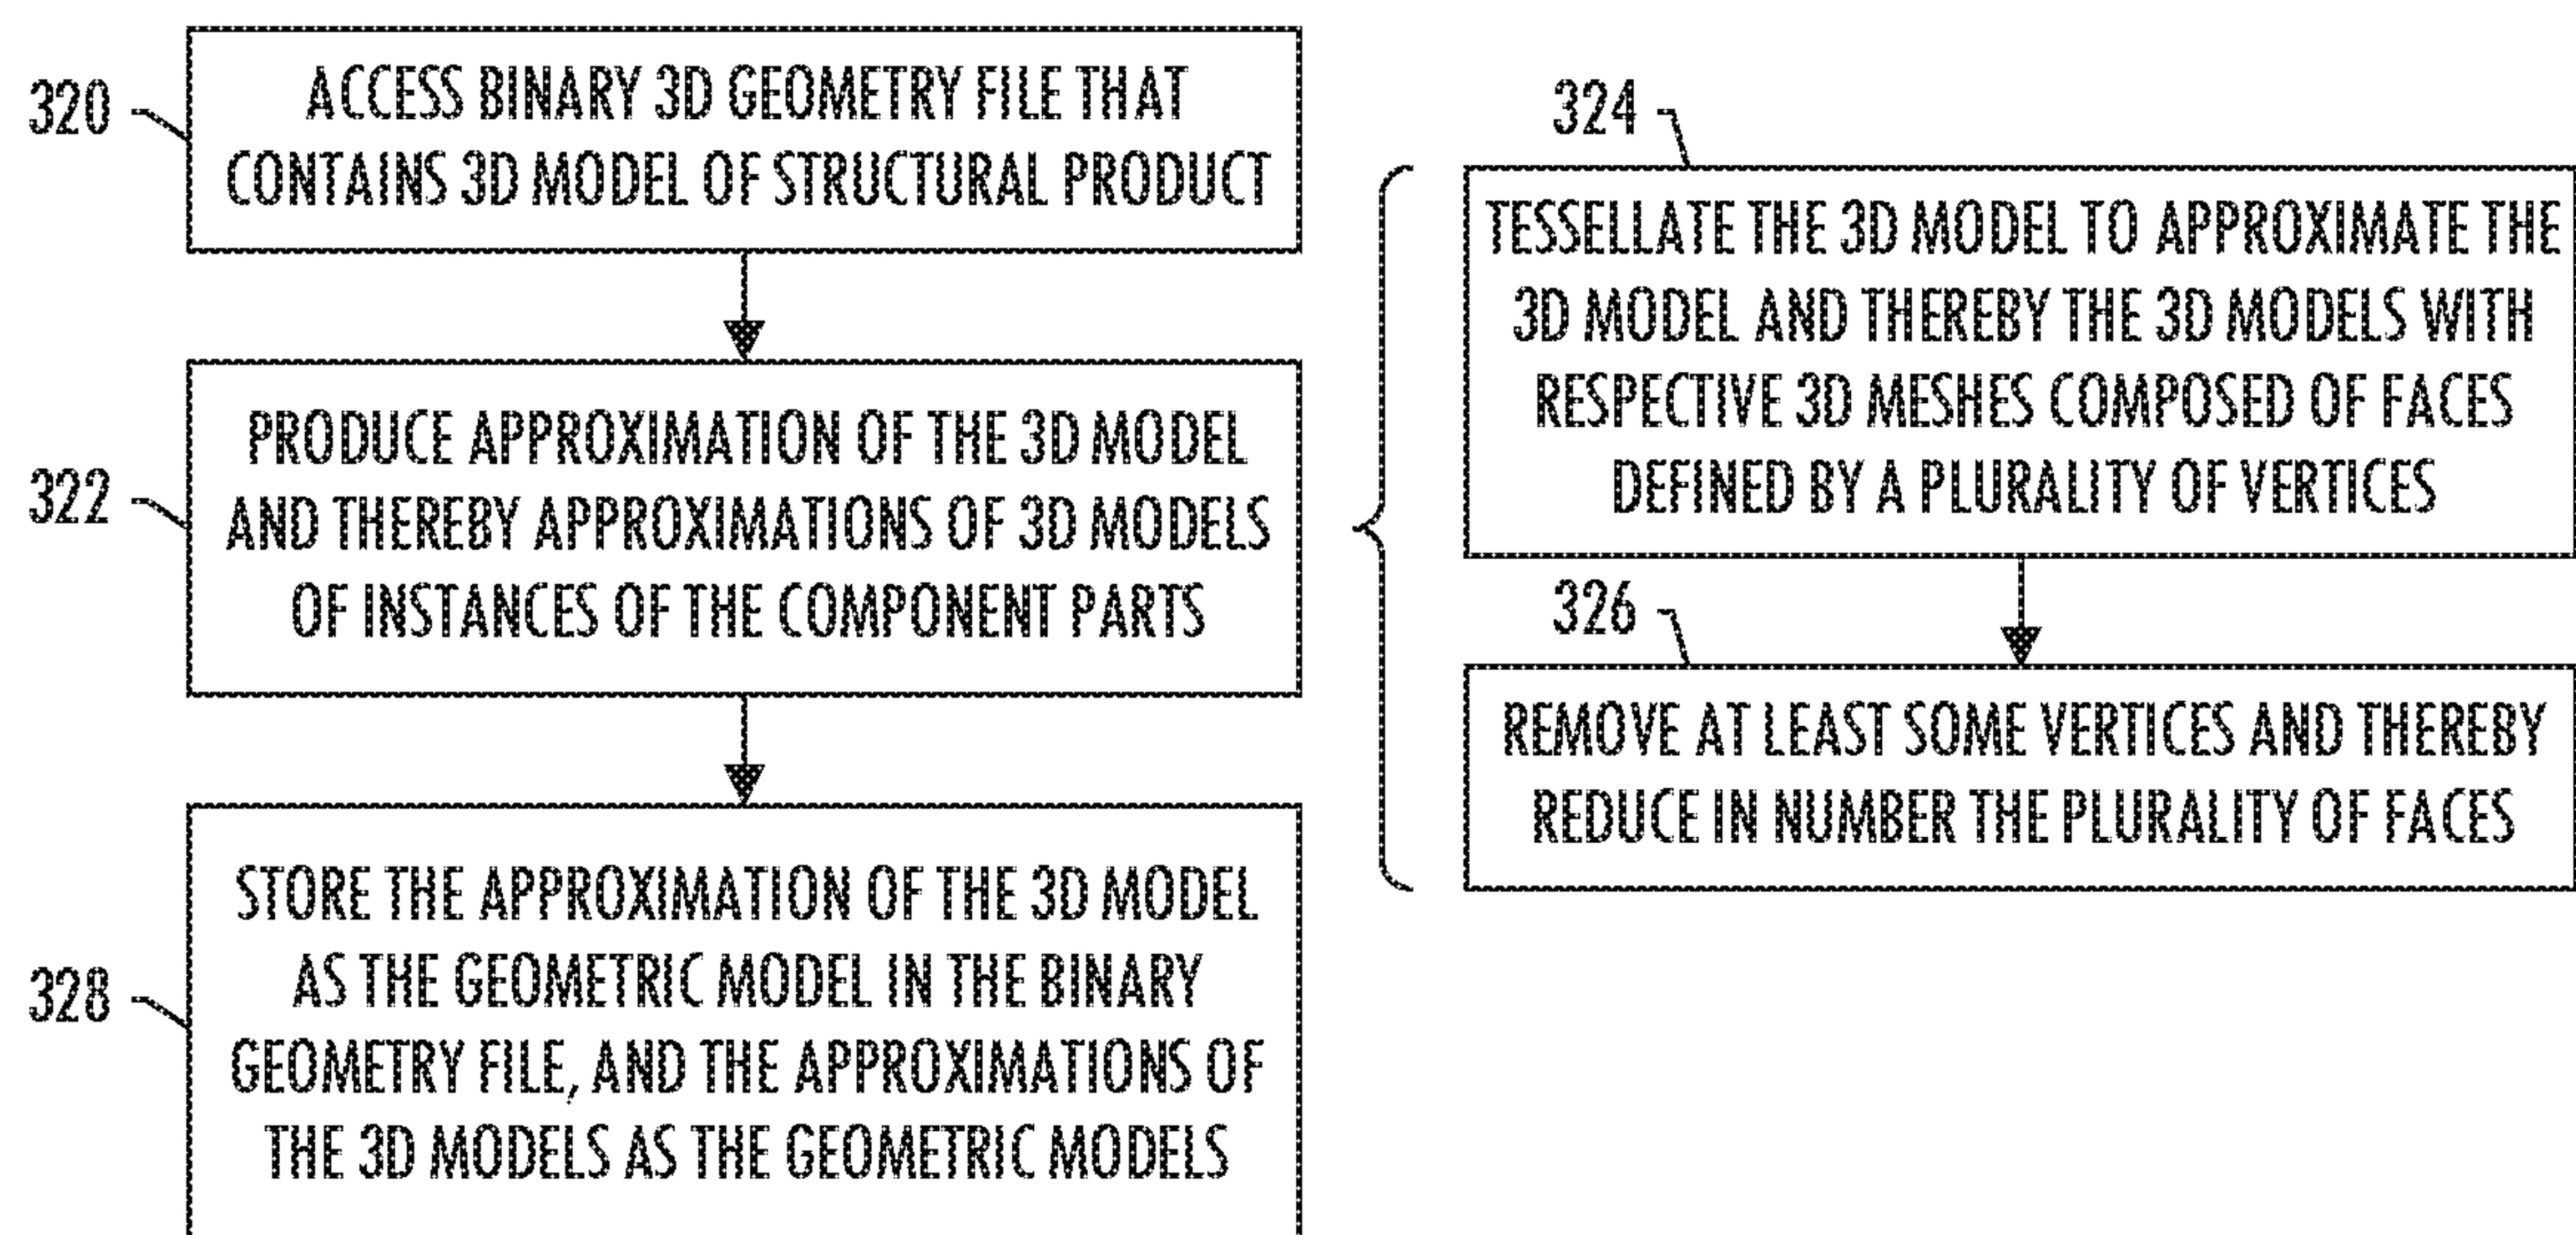 320
ACCESS BINARY 3D GEOMETRY FILE THAT
CONTAINS 3D MODEL OF STRUCTURAL PRODUCT
322
PRODUCE APPROXIMATION OF THE 3D MODEL
AND THEREBY APPROXIMATIONS OF 3D MODELS
OF INSTANCES OF THE COMPONENT PARTS
324
TESSELLATE THE 3D MODEL TO APPROXIMATE THE
3D MODEL AND THEREBY THE 3D MODELS WITH
RESPECTIVE 3D MESHES COMPOSED OF FACES
DEFINED BY A PLURALITY OF VERTICES
326
REMOVE AT LEAST SOME VERTICES AND THEREBY
REDUCE IN NUMBER THE PLURALITY OF FACES
328
STORE THE APPROXIMATION OF THE 3D MODEL
AS THE GEOMETRIC MODEL IN THE BINARY
GEOMETRY FILE, AND THE APPROXIMATIONS OF
THE 3D MODELS AS THE GEOMETRIC MODELS